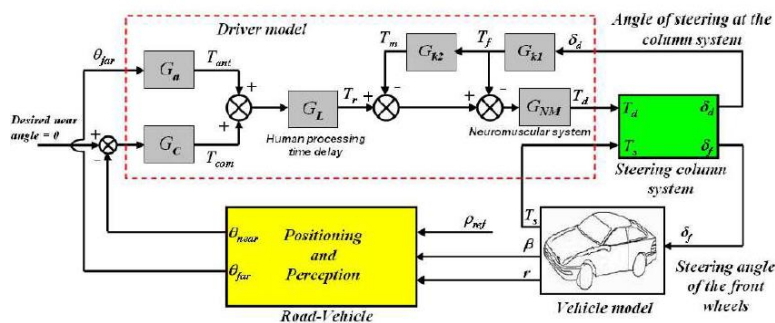 Driver model
Angle of steering at the
column system
θfar
Ga
Tant
Tm
Gk2
Tf
Gk1
δd
Desired near
angle = 0
+
−
GC
Tcom
+
+
GL
Tr
+
−
−
GNM
Td
Human processing
time delay
Neuromuscular system
Td
δd
Ts
δf
Steering column
system
Ts
θnear
θfar
Positioning
and
Perception
ρref
β
r
δf
Steering angle
of the front
wheels
Road-Vehicle
Vehicle model